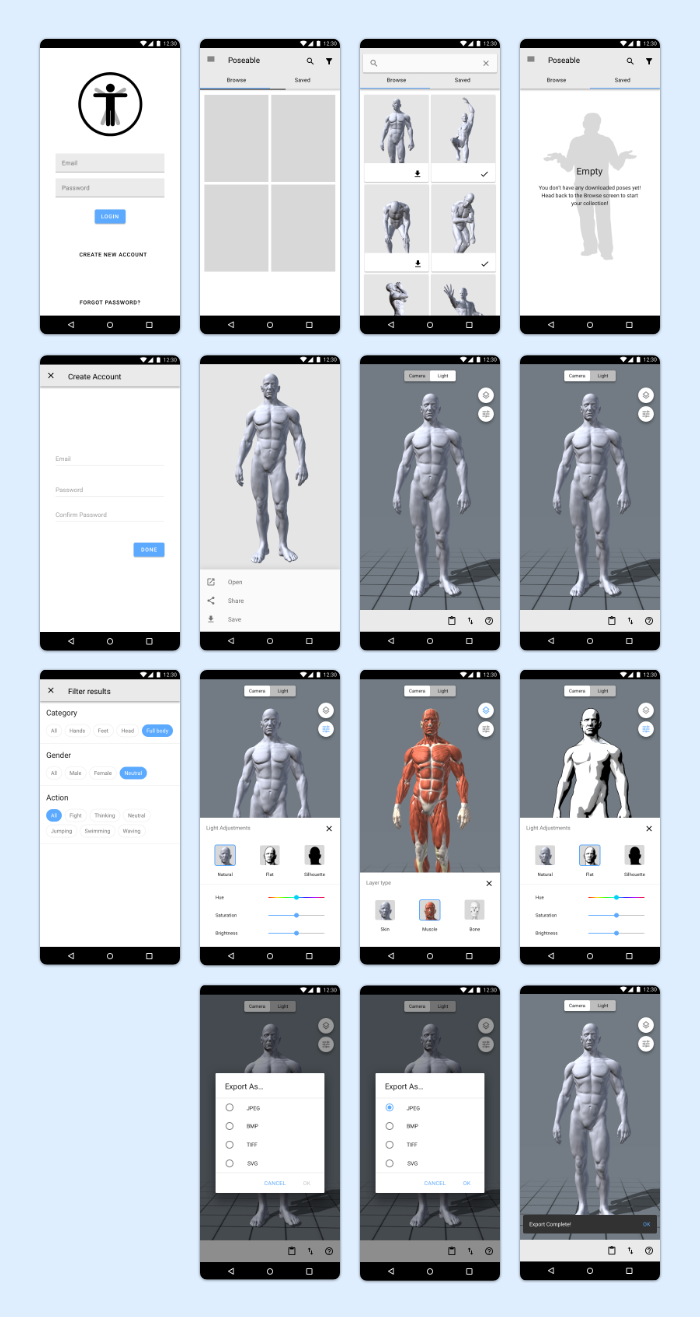 12:30
Email
Password
LOGIN
CREATE NEW ACCOUNT
FORGOT PASSWORD?
12:30
Poseable
Browse Saved
12:30
Browse Saved
12:30
Poseable
Browse Saved
Empty
You don't have any downloaded poses yet!
Head back to the Browse screen to start
your collection!
12:30
Create Account
Email
Password
Confirm Password
DONE
12:30
Open
Share
Save
12:30
Camera Light
12:30
Camera Light
12:30
Filter results
Category
All Hands Feet Head Full body
Gender
All Male Female Neutral
Action
All Fight Thinking Neutral
Jumping Swimming Waving
12:30
Camera Light
Light Adjustments
Natural Flat Silhouette
Hue
Saturation
Brightness
12:30
Camera Light
Layer type
Skin Muscle Bone
12:30
Camera Light
Light Adjustments
Natural Flat Silhouette
Hue
Saturation
Brightness
12:30
Camera Light
Export As...
JPEG
BMP
TIFF
SVG
CANCEL OK
12:30
Camera Light
Export As...
JPEG
BMP
TIFF
SVG
CANCEL OK
12:30
Camera Light
Export Complete! OK